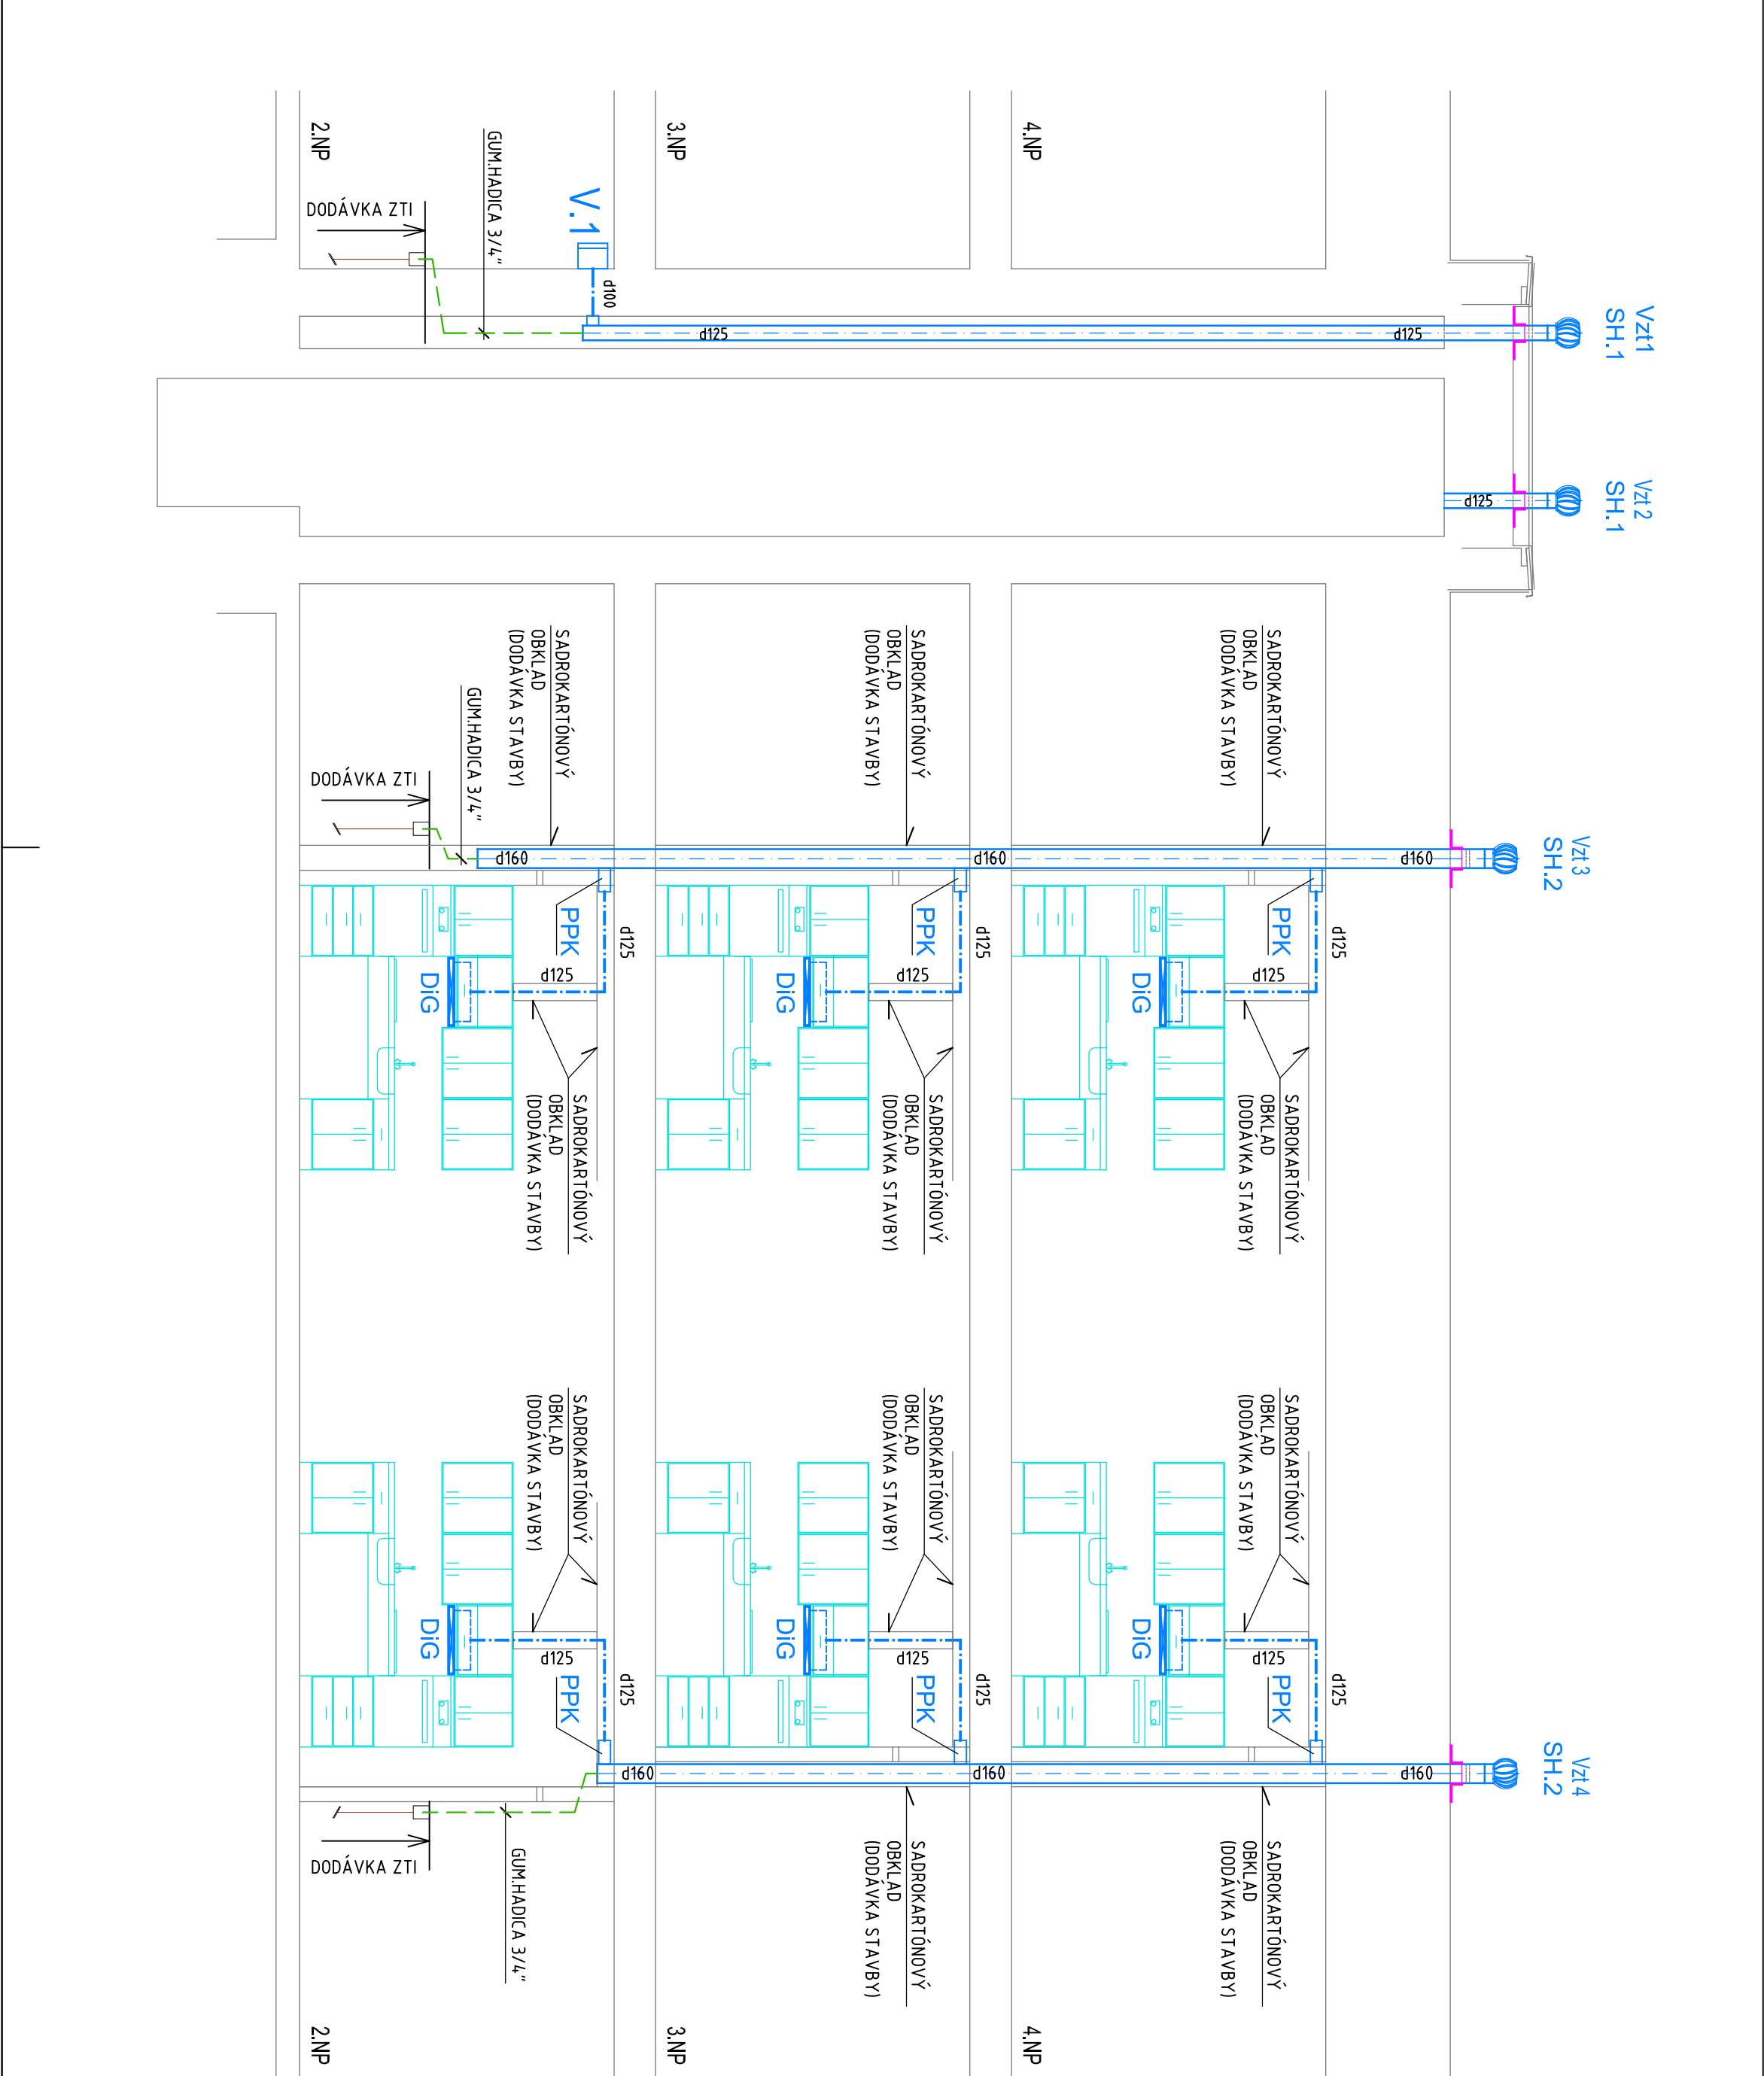 Vzt1
SH.1
Vzt 2
SH.1
Vzt 3
SH.2
Vzt 4
SH.2
d125
d125
d160
d160
d125
d125
SADROKARTÓNOVÝ
OBKLAD
(DODÁVKA STAVBY)
PPK
d125
SADROKARTÓNOVÝ
OBKLAD
(DODÁVKA STAVBY)
SADROKARTÓNOVÝ
OBKLAD
(DODÁVKA STAVBY)
d125
PPK
SADROKARTÓNOVÝ
OBKLAD
(DODÁVKA STAVBY)
DiG
DiG
4.NP
4.NP
d160
d160
d125
d125
SADROKARTÓNOVÝ
OBKLAD
(DODÁVKA STAVBY)
PPK
d125
SADROKARTÓNOVÝ
OBKLAD
(DODÁVKA STAVBY)
SADROKARTÓNOVÝ
OBKLAD
(DODÁVKA STAVBY)
d125
PPK
SADROKARTÓNOVÝ
OBKLAD
(DODÁVKA STAVBY)
DiG
DiG
3.NP
3.NP
d125
d160
d125
d125
d100
V.1
SADROKARTÓNOVÝ
OBKLAD
(DODÁVKA STAVBY)
PPK
d125
SADROKARTÓNOVÝ
OBKLAD
(DODÁVKA STAVBY)
SADROKARTÓNOVÝ
OBKLAD
(DODÁVKA STAVBY)
d125
PPK
d160
GUM.HADICA 3/4"
GUM.HADICA 3/4"
GUM.HADICA 3/4"
DiG
DiG
DODÁVKA ZTI
DODÁVKA ZTI
DODÁVKA ZTI
2.NP
2.NP